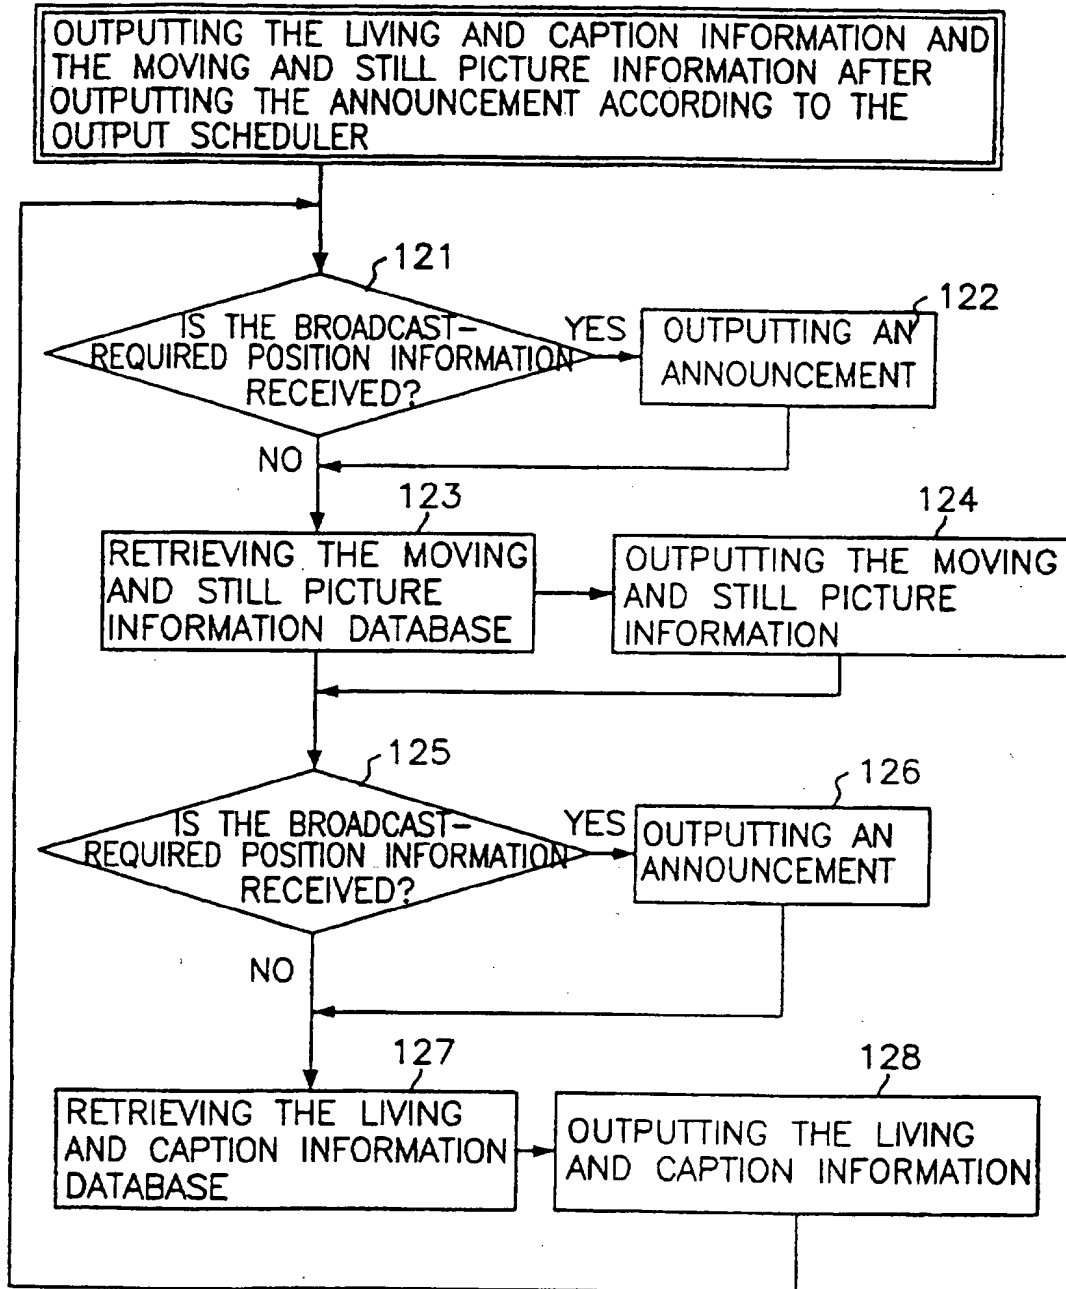 OUTPUTTING THE LIVING AND CAPTION INFORMATION AND
THE MOVING AND STILL PICTURE INFORMATION AFTER
OUTPUTTING THE ANNOUNCEMENT ACCORDING TO THE
OUTPUT SCHEDULER
121
IS THE BROADCAST-
REQUIRED POSITION INFORMATION
RECEIVED?
YES
122
OUTPUTTING AN
ANNOUNCEMENT
NO
123
RETRIEVING THE MOVING
AND STILL PICTURE
INFORMATION DATABASE
124
OUTPUTTING THE MOVING
AND STILL PICTURE
INFORMATION
125
IS THE BROADCAST-
REQUIRED POSITION INFORMATION
RECEIVED?
YES
126
OUTPUTTING AN
ANNOUNCEMENT
NO
127
RETRIEVING THE LIVING
AND CAPTION INFORMATION
DATABASE
128
OUTPUTTING THE LIVING
AND CAPTION INFORMATION